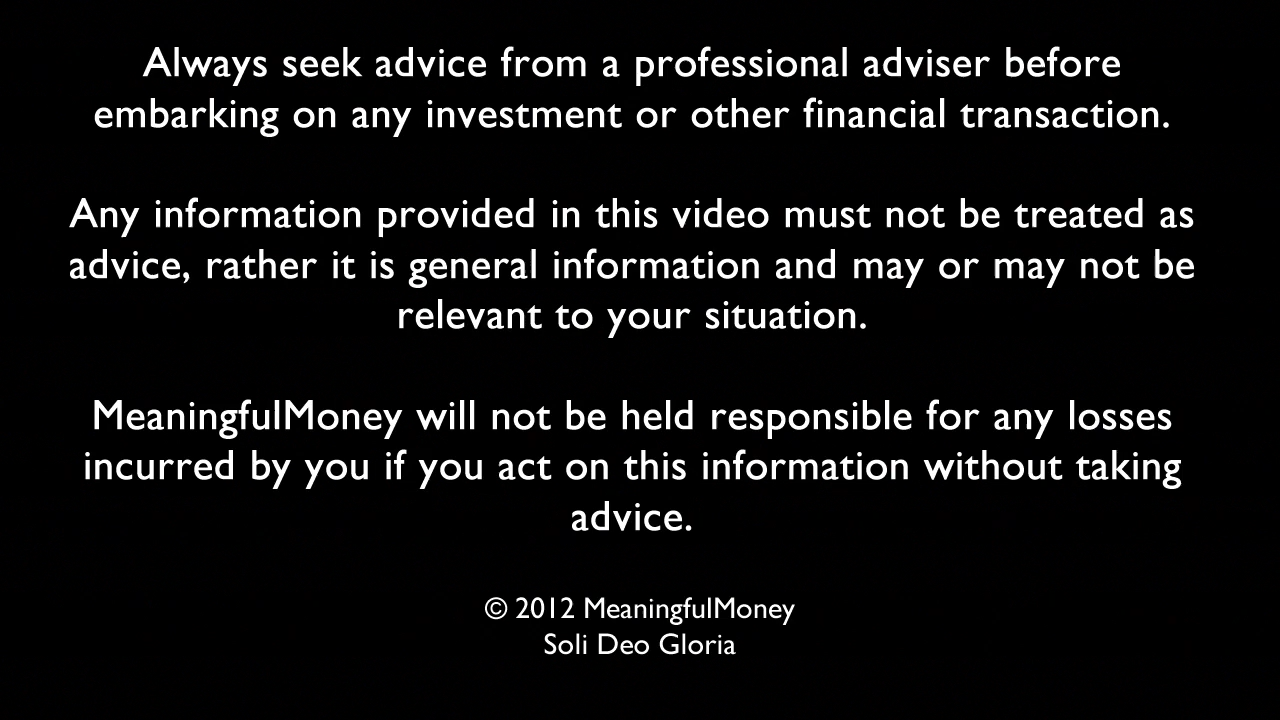 Always seek advice from a professional adviser before
embarking on any investment or other financial transaction.
Any information provided in this video must not be treated as
advice, rather it is general information and may or may not be
relevant to your situation.
MeaningfulMoney will not be held responsible for any losses
incurred by you if you act on this information without taking
advice.
© 2012 MeaningfulMoney
Soli Deo Gloria